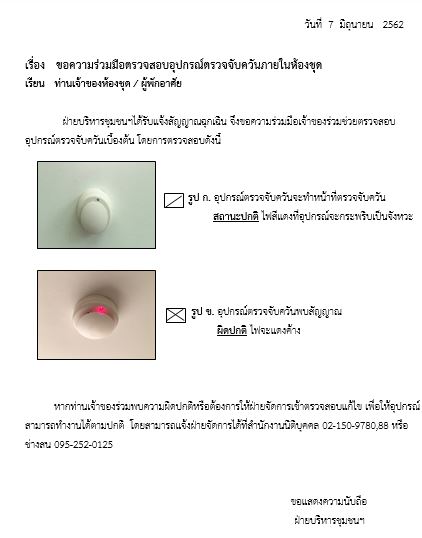 วันที่ 7 มิถุนายน 2562
เรื่อง ขอความร่วมมือตรวจสอบอุปกรณ์ตรวจจับควันภายในห้องชุด
เรียน ท่านเจ้าของห้องชุด / ผู้พักอาศัย
ฝ่ายบริหารชุมชนฯได้รับแจ้งสัญญาณฉุกเฉิน จึงขอความร่วมมือเจ้าของร่วมช่วยตรวจสอบ
อุปกรณ์ตรวจจับควันเบื้องต้น โดยการตรวจสอบดังนี้
รูป ก. อุปกรณ์ตรวจจับควันจะทำหน้าที่ตรวจจับควัน
สถานะปกติ ไฟสีแดงที่อุปกรณ์จะกระพริบเป็นจังหวะ
รูป ข. อุปกรณ์ตรวจจับควันพบสัญญาณ
ผิดปกติ ไฟจะแดงค้าง
หากท่านเจ้าของร่วมพบความผิดปกติหรือต้องการให้ฝ่ายจัดการเข้าตรวจสอบแก้ไข เพื่อให้อุปกรณ์
สามารถทำงานได้ตามปกติ โดยสามารถแจ้งฝ่ายจัดการได้ที่สำนักงานนิติบุคคล 02-150-9780,88 หรือ
ช่างสน 095-252-0125
ขอแสดงความนับถือ
ฝ่ายบริหารชุมชนฯ